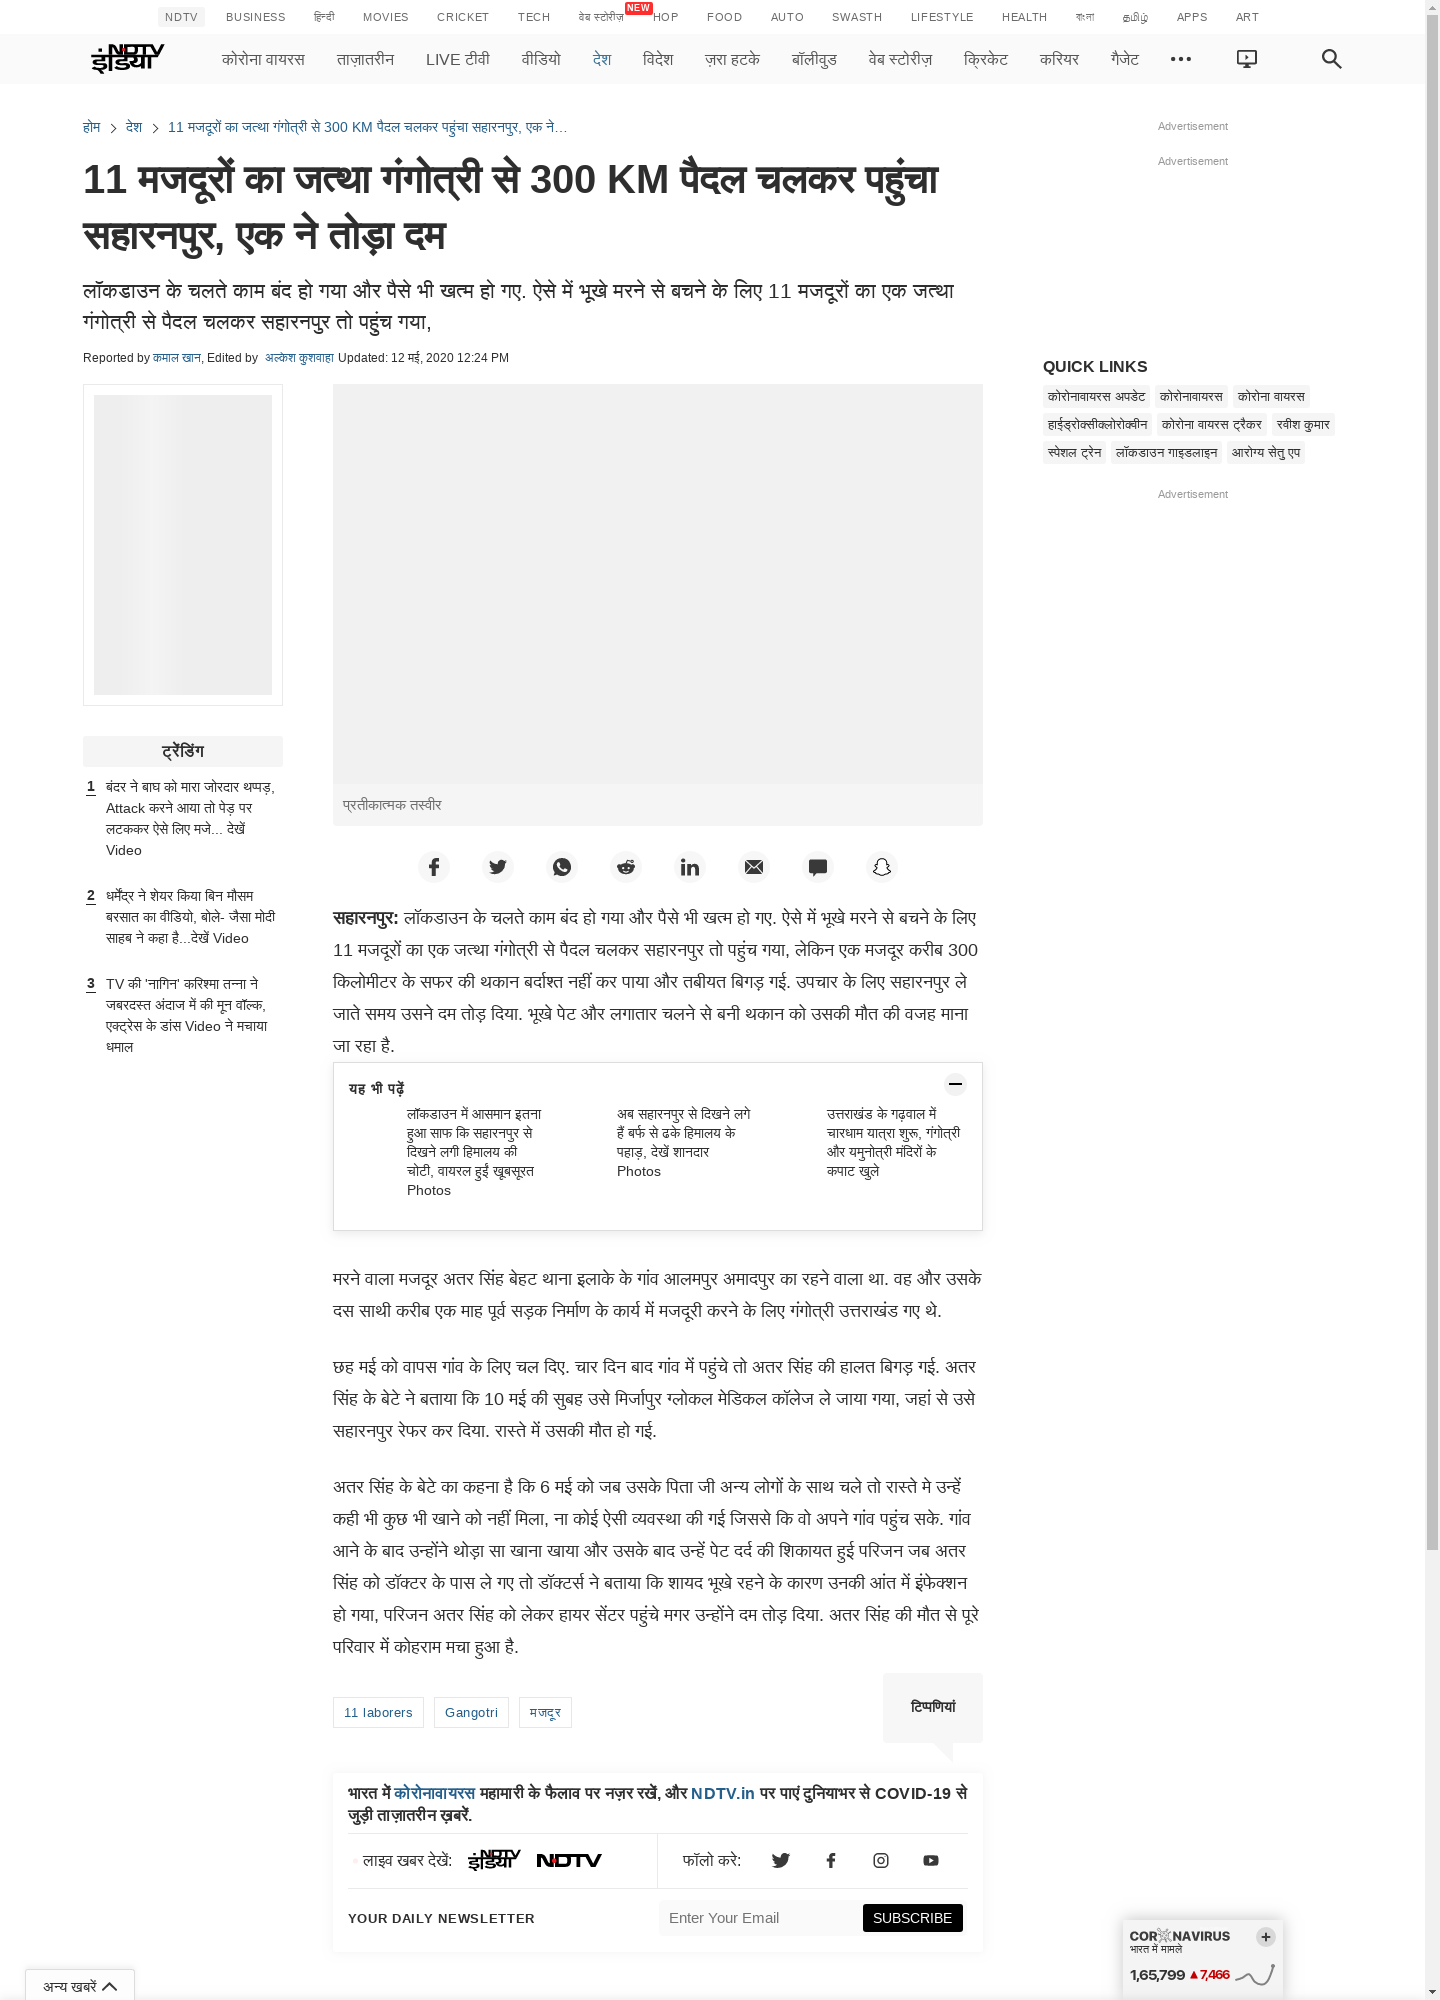 NDTV BUSINESS हिन्दी MOVIES CRICKET TECH वेब स्टोरीज़ NEW HOP FOOD AUTO SWASTH LIFESTYLE HEALTH বাংলা தமிழ் APPS ART
NDTV इंडिया कोरोना वायरस ताज़ातरीन LIVE टीवी वीडियो देश विदेश ज़रा हटके बॉलीवुड वेब स्टोरीज़ क्रिकेट करियर गैजेट
होम देश 11 मजदूरों का जत्था गंगोत्री से 300 KM पैदल चलकर पहुंचा सहारनपुर, एक ने…
11 मजदूरों का जत्था गंगोत्री से 300 KM पैदल चलकर पहुंचा
सहारनपुर, एक ने तोड़ा दम
लॉकडाउन के चलते काम बंद हो गया और पैसे भी खत्म हो गए. ऐसे में भूखे मरने से बचने के लिए 11 मजदूरों का एक जत्था
गंगोत्री से पैदल चलकर सहारनपुर तो पहुंच गया,
Reported by कमाल खान, Edited by अल्केश कुशवाहा Updated: 12 मई, 2020 12:24 PM
ट्रेंडिंग
1 बंदर ने बाघ को मारा जोरदार थप्पड़,
Attack करने आया तो पेड़ पर
लटककर ऐसे लिए मजे... देखें
Video
2 धर्मेंद्र ने शेयर किया बिन मौसम
बरसात का वीडियो, बोले- जैसा मोदी
साहब ने कहा है...देखें Video
3 TV की 'नागिन' करिश्मा तन्ना ने
जबरदस्त अंदाज में की मून वॉल्क,
एक्ट्रेस के डांस Video ने मचाया
धमाल
प्रतीकात्मक तस्वीर
सहारनपुर: लॉकडाउन के चलते काम बंद हो गया और पैसे भी खत्म हो गए. ऐसे में भूखे मरने से बचने के लिए
11 मजदूरों का एक जत्था गंगोत्री से पैदल चलकर सहारनपुर तो पहुंच गया, लेकिन एक मजदूर करीब 300
किलोमीटर के सफर की थकान बर्दाश्त नहीं कर पाया और तबीयत बिगड़ गई. उपचार के लिए सहारनपुर ले
जाते समय उसने दम तोड़ दिया. भूखे पेट और लगातार चलने से बनी थकान को उसकी मौत की वजह माना
जा रहा है.
यह भी पढ़ें
लॉकडाउन में आसमान इतना
हुआ साफ कि सहारनपुर से
दिखने लगी हिमालय की
चोटी, वायरल हुईं खूबसूरत
Photos
अब सहारनपुर से दिखने लगे
हैं बर्फ से ढके हिमालय के
पहाड़, देखें शानदार
Photos
उत्तराखंड के गढ़वाल में
चारधाम यात्रा शुरू, गंगोत्री
और यमुनोत्री मंदिरों के
कपाट खुले
मरने वाला मजदूर अतर सिंह बेहट थाना इलाके के गांव आलमपुर अमादपुर का रहने वाला था. वह और उसके
दस साथी करीब एक माह पूर्व सड़क निर्माण के कार्य में मजदूरी करने के लिए गंगोत्री उत्तराखंड गए थे.
छह मई को वापस गांव के लिए चल दिए. चार दिन बाद गांव में पहुंचे तो अतर सिंह की हालत बिगड़ गई. अतर
सिंह के बेटे ने बताया कि 10 मई की सुबह उसे मिर्जापुर ग्लोकल मेडिकल कॉलेज ले जाया गया, जहां से उसे
सहारनपुर रेफर कर दिया. रास्ते में उसकी मौत हो गई.
अतर सिंह के बेटे का कहना है कि 6 मई को जब उसके पिता जी अन्य लोगों के साथ चले तो रास्ते मे उन्हें
कही भी कुछ भी खाने को नहीं मिला, ना कोई ऐसी व्यवस्था की गई जिससे कि वो अपने गांव पहुंच सके. गांव
आने के बाद उन्होंने थोड़ा सा खाना खाया और उसके बाद उन्हें पेट दर्द की शिकायत हुई परिजन जब अतर
सिंह को डॉक्टर के पास ले गए तो डॉक्टर्स ने बताया कि शायद भूखे रहने के कारण उनकी आंत में इंफेक्शन
हो गया, परिजन अतर सिंह को लेकर हायर सेंटर पहुंचे मगर उन्होंने दम तोड़ दिया. अतर सिंह की मौत से पूरे
परिवार में कोहराम मचा हुआ है.
11 laborers Gangotri मजदूर
टिप्पणियां
भारत में कोरोनावायरस महामारी के फैलाव पर नज़र रखें, और NDTV.in पर पाएं दुनियाभर से COVID-19 से
जुड़ी ताज़ातरीन ख़बरें.
लाइव खबर देखें: NDTV इंडिया NDTV फॉलो करे:
YOUR DAILY NEWSLETTER Enter Your Email SUBSCRIBE
Advertisement
Advertisement
QUICK LINKS
कोरोनावायरस अपडेट कोरोनावायरस कोरोना वायरस
हाईड्रोक्सीक्लोरोक्वीन कोरोना वायरस ट्रैकर रवीश कुमार
स्पेशल ट्रेन लॉकडाउन गाइडलाइन आरोग्य सेतु एप
Advertisement
CORONAVIRUS +
भारत में मामले
1,65,799 ▲7,466
अन्य खबरें